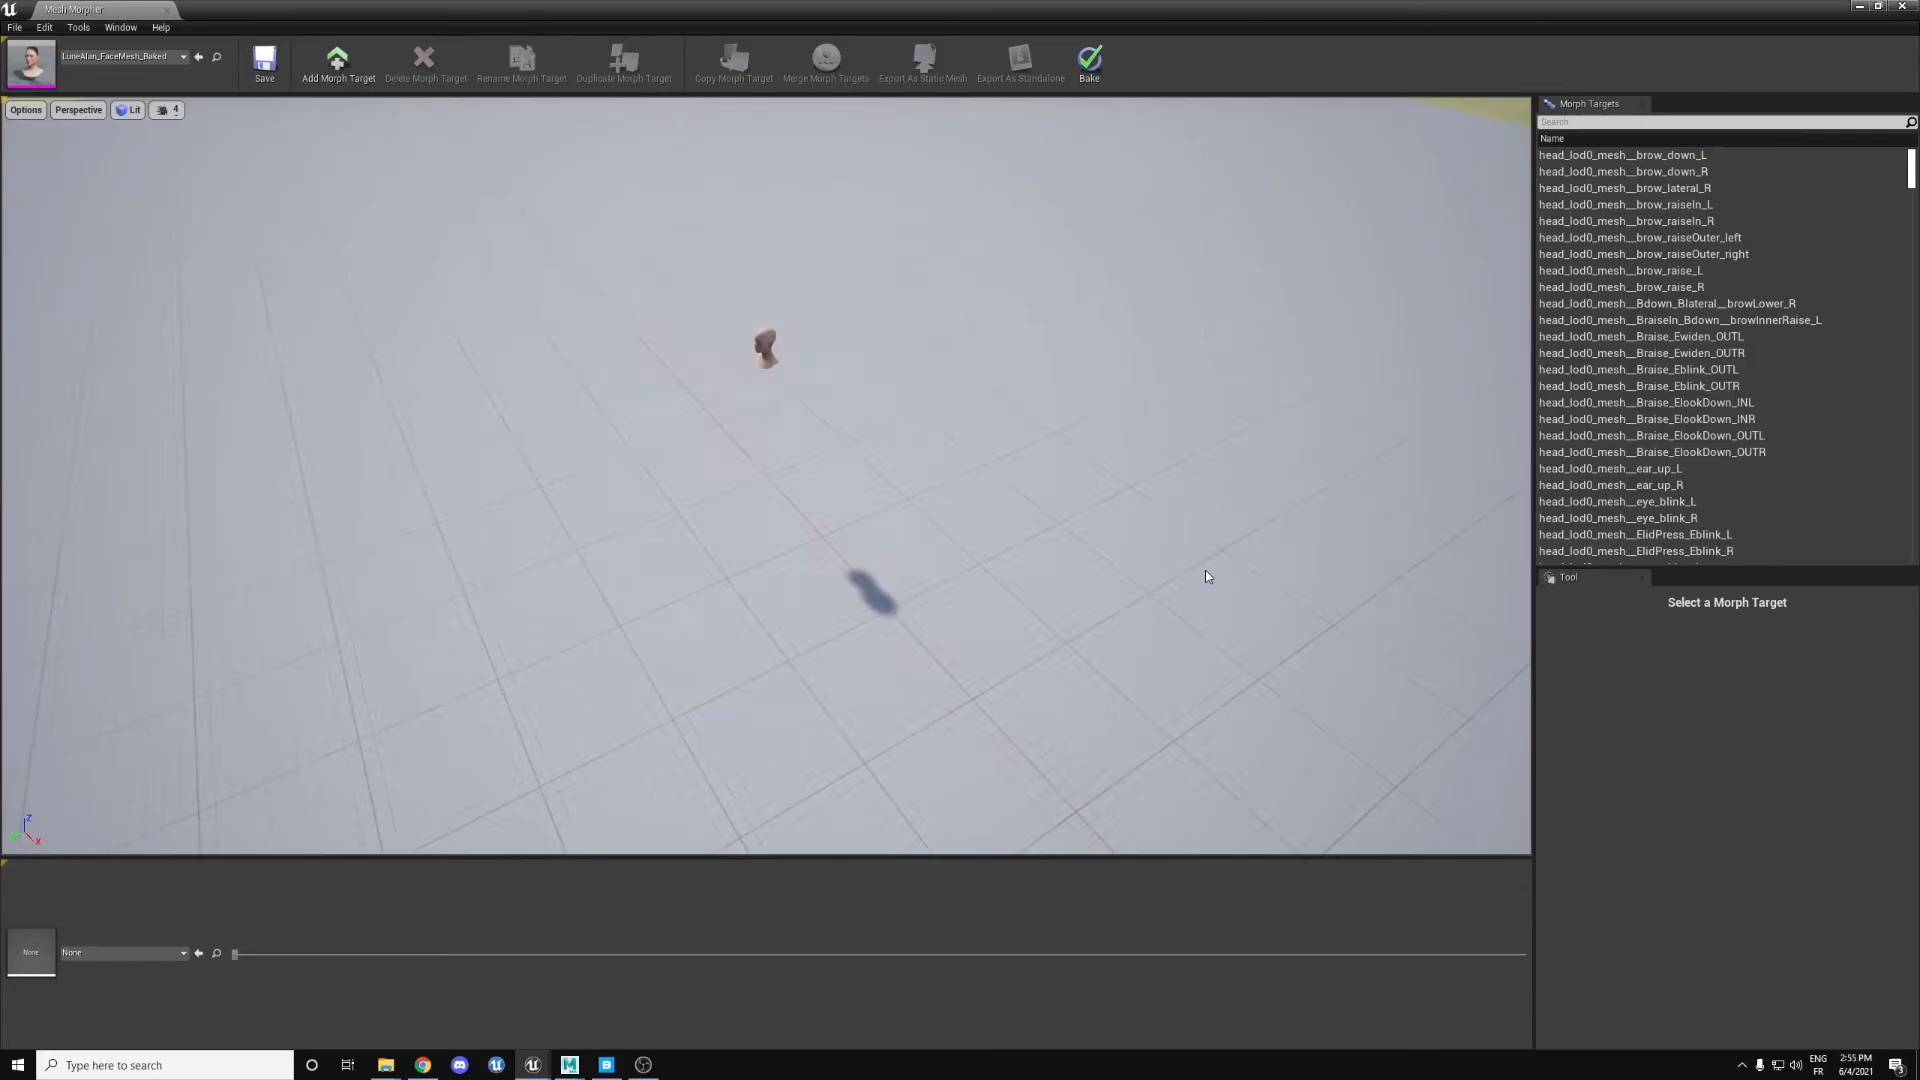 Mesh Morpher
File Edit Tools Window Help
LuneAlan_FaceMesh_Baked
Save
Add Morph Target
Delete Morph Target
Rename Morph Target
Duplicate Morph Target
Copy Morph Target
Merge Morph Targets
Export As Static Mesh
Export As Standalone
Bake
Options
Perspective
Lit
4
Morph Targets
Search
Name
head_lod0_mesh__brow_down_L
head_lod0_mesh__brow_down_R
head_lod0_mesh__brow_lateral_R
head_lod0_mesh__brow_raiseIn_L
head_lod0_mesh__brow_raiseIn_R
head_lod0_mesh__brow_raiseOuter_left
head_lod0_mesh__brow_raiseOuter_right
head_lod0_mesh__brow_raise_L
head_lod0_mesh__brow_raise_R
head_lod0_mesh__Bdown_Blateral__browLower_R
head_lod0_mesh__BraiseIn_Bdown__browInnerRaise_L
head_lod0_mesh__Braise_Ewiden_OUTL
head_lod0_mesh__Braise_Ewiden_OUTR
head_lod0_mesh__Braise_Eblink_OUTL
head_lod0_mesh__Braise_Eblink_OUTR
head_lod0_mesh__Braise_ElookDown_INL
head_lod0_mesh__Braise_ElookDown_INR
head_lod0_mesh__Braise_ElookDown_OUTL
head_lod0_mesh__Braise_ElookDown_OUTR
head_lod0_mesh__ear_up_L
head_lod0_mesh__ear_up_R
head_lod0_mesh__eye_blink_L
head_lod0_mesh__eye_blink_R
head_lod0_mesh__ElidPress_Eblink_L
head_lod0_mesh__ElidPress_Eblink_R
Tool
Select a Morph Target
Z
X
None
None
Type here to search
ENG
FR
2:55 PM
6/4/2021
3